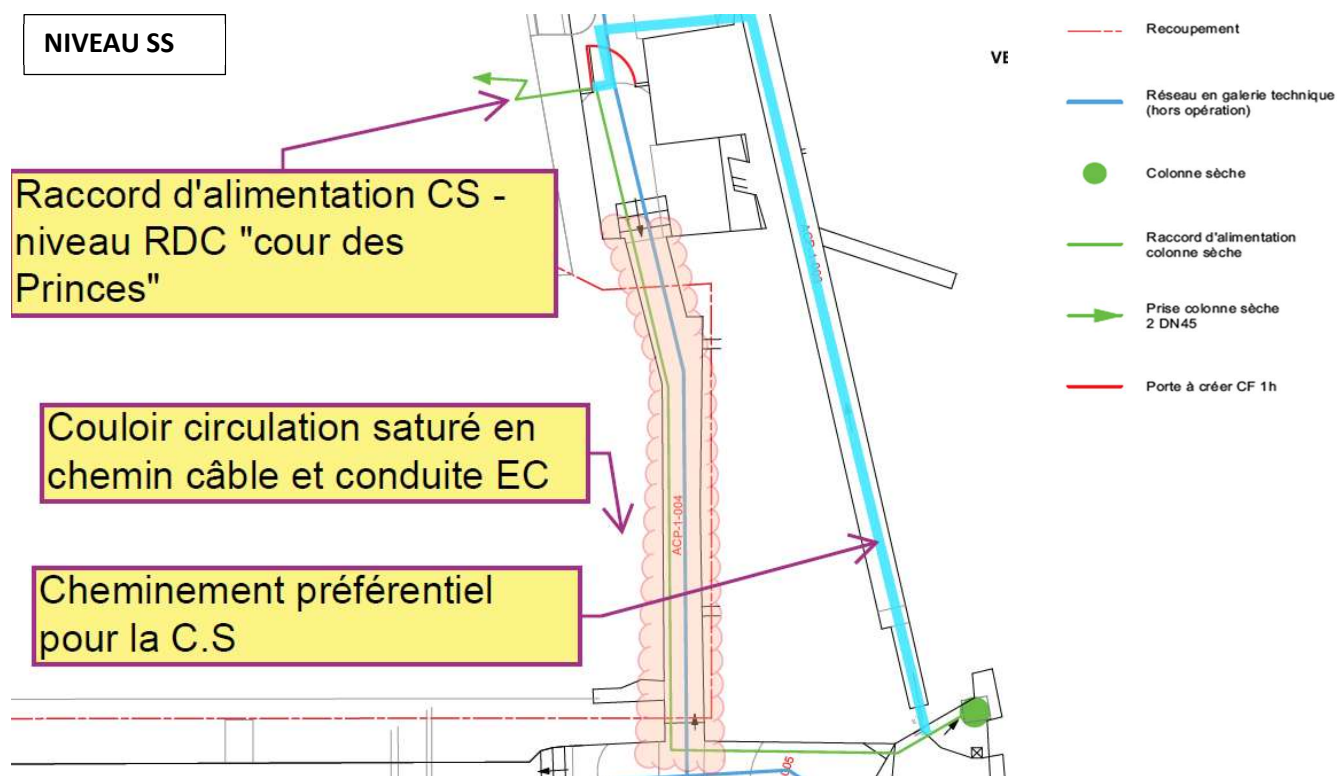 NIVEAU SS
VE
Raccord d'alimentation CS -
niveau RDC "cour des
Princes"
Couloir circulation saturé en
chemin câble et conduite EC
Cheminement préférentiel
pour la C.S
ACP-1-004
Recoupement
Réseau en galerie technique
(hors opération)
Colonne sèche
Raccord d'alimentation
colonne sèche
Prise colonne sèche
2 DN45
Porte à créer CF 1h